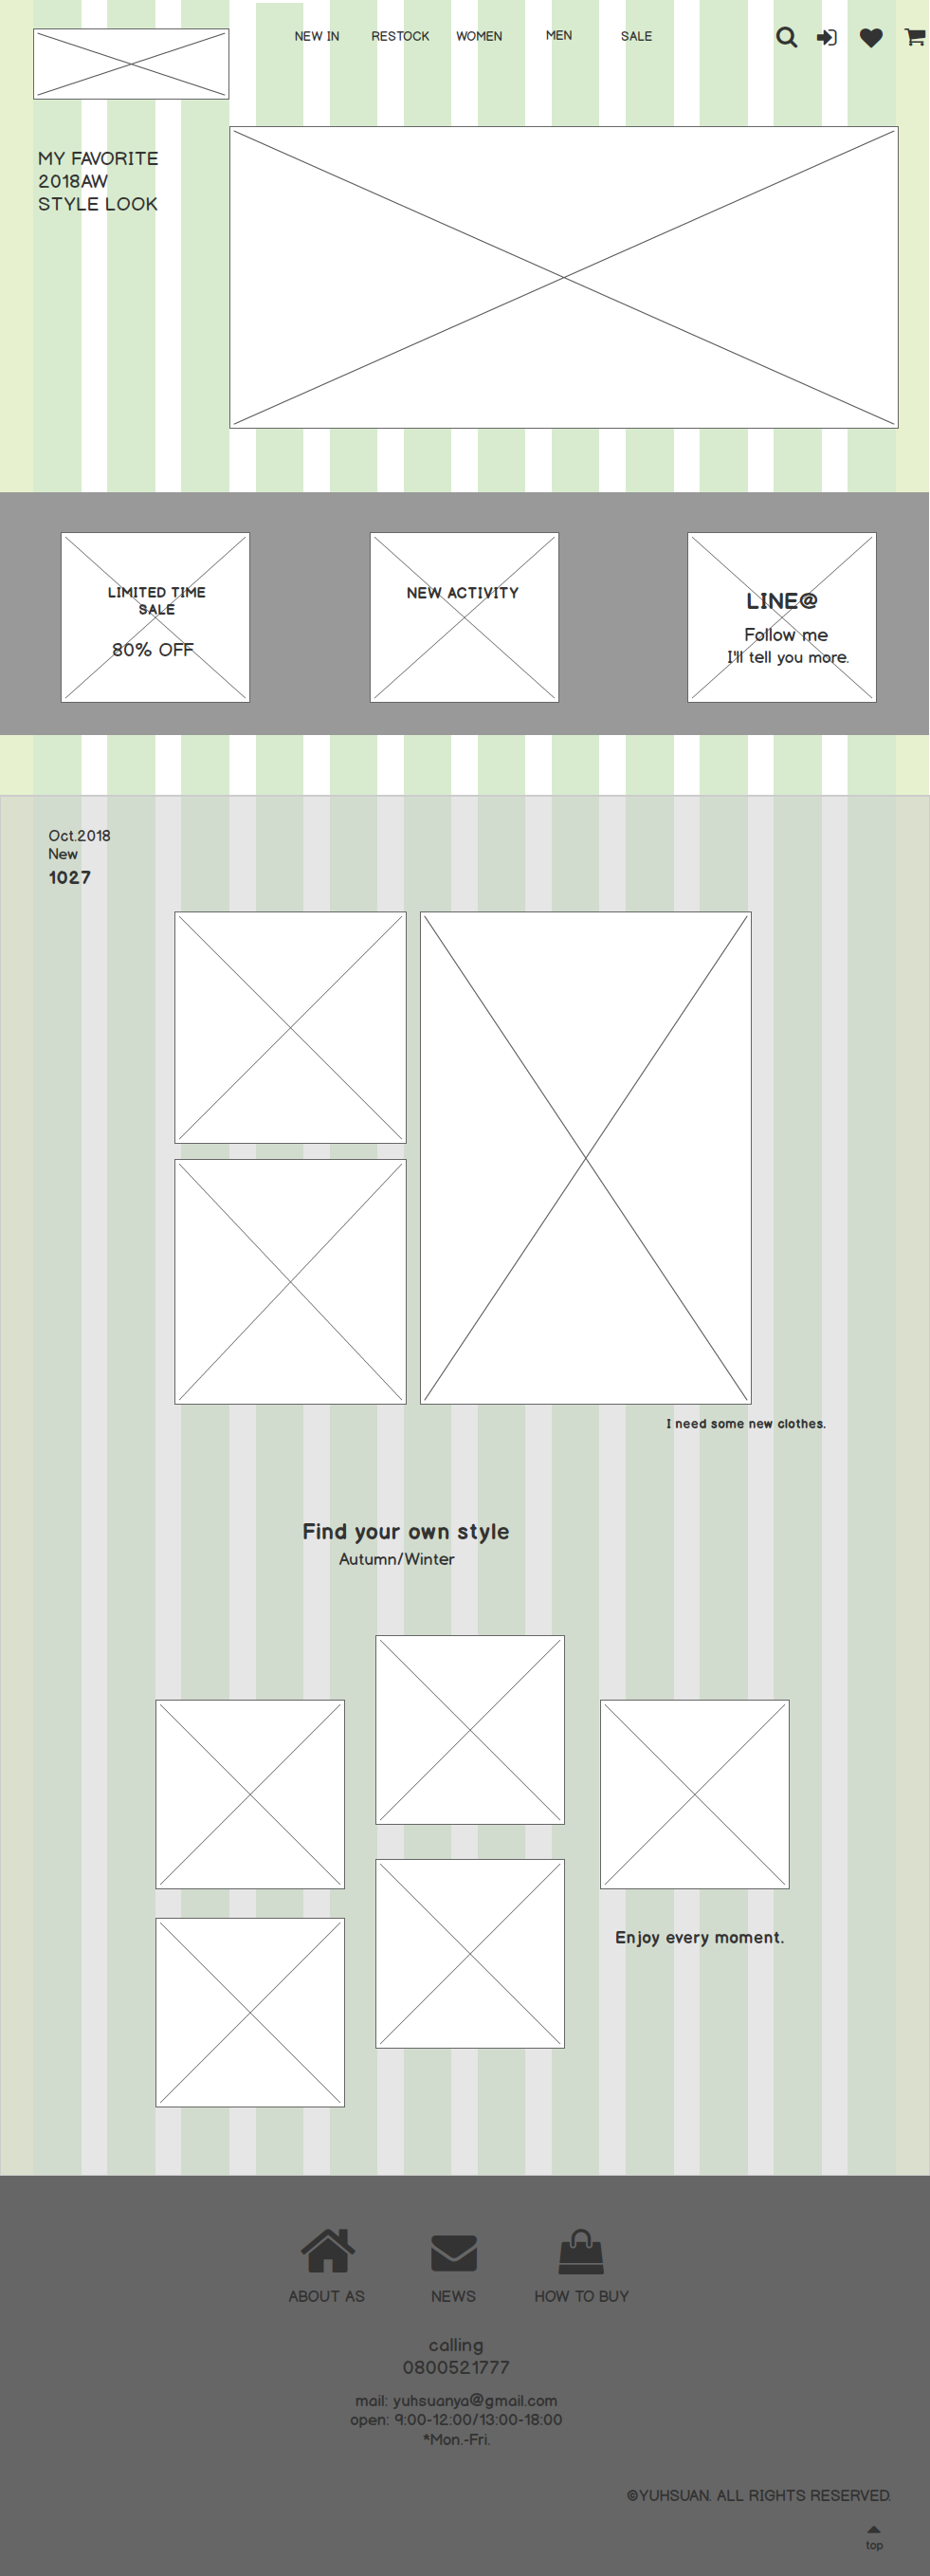 NEW IN
RESTOCK
WOMEN
MEN
SALE
MY FAVORITE
2018AW
STYLE LOOK
LIMITED TIME
SALE
80% OFF
NEW ACTIVITY
LINE@
Follow me
I'll tell you more.
Oct.2018
New
1027
I need some new clothes.
Find your own style
Autumn/Winter
Enjoy every moment.
ABOUT AS
NEWS
HOW TO BUY
calling
0800521777
mail: yuhsuanya@gmail.com
open: 9:00-12:00/13:00-18:00
*Mon.-Fri.
©YUHSUAN. ALL RIGHTS RESERVED.
top